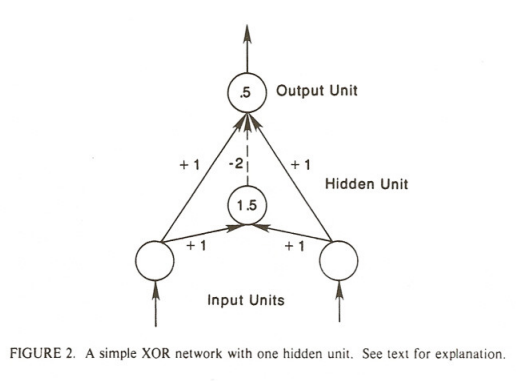 .5 Output Unit
+1 -2 +1
Hidden Unit
1.5
+1 +1
Input Units
FIGURE 2. A simple XOR network with one hidden unit. See text for explanation.